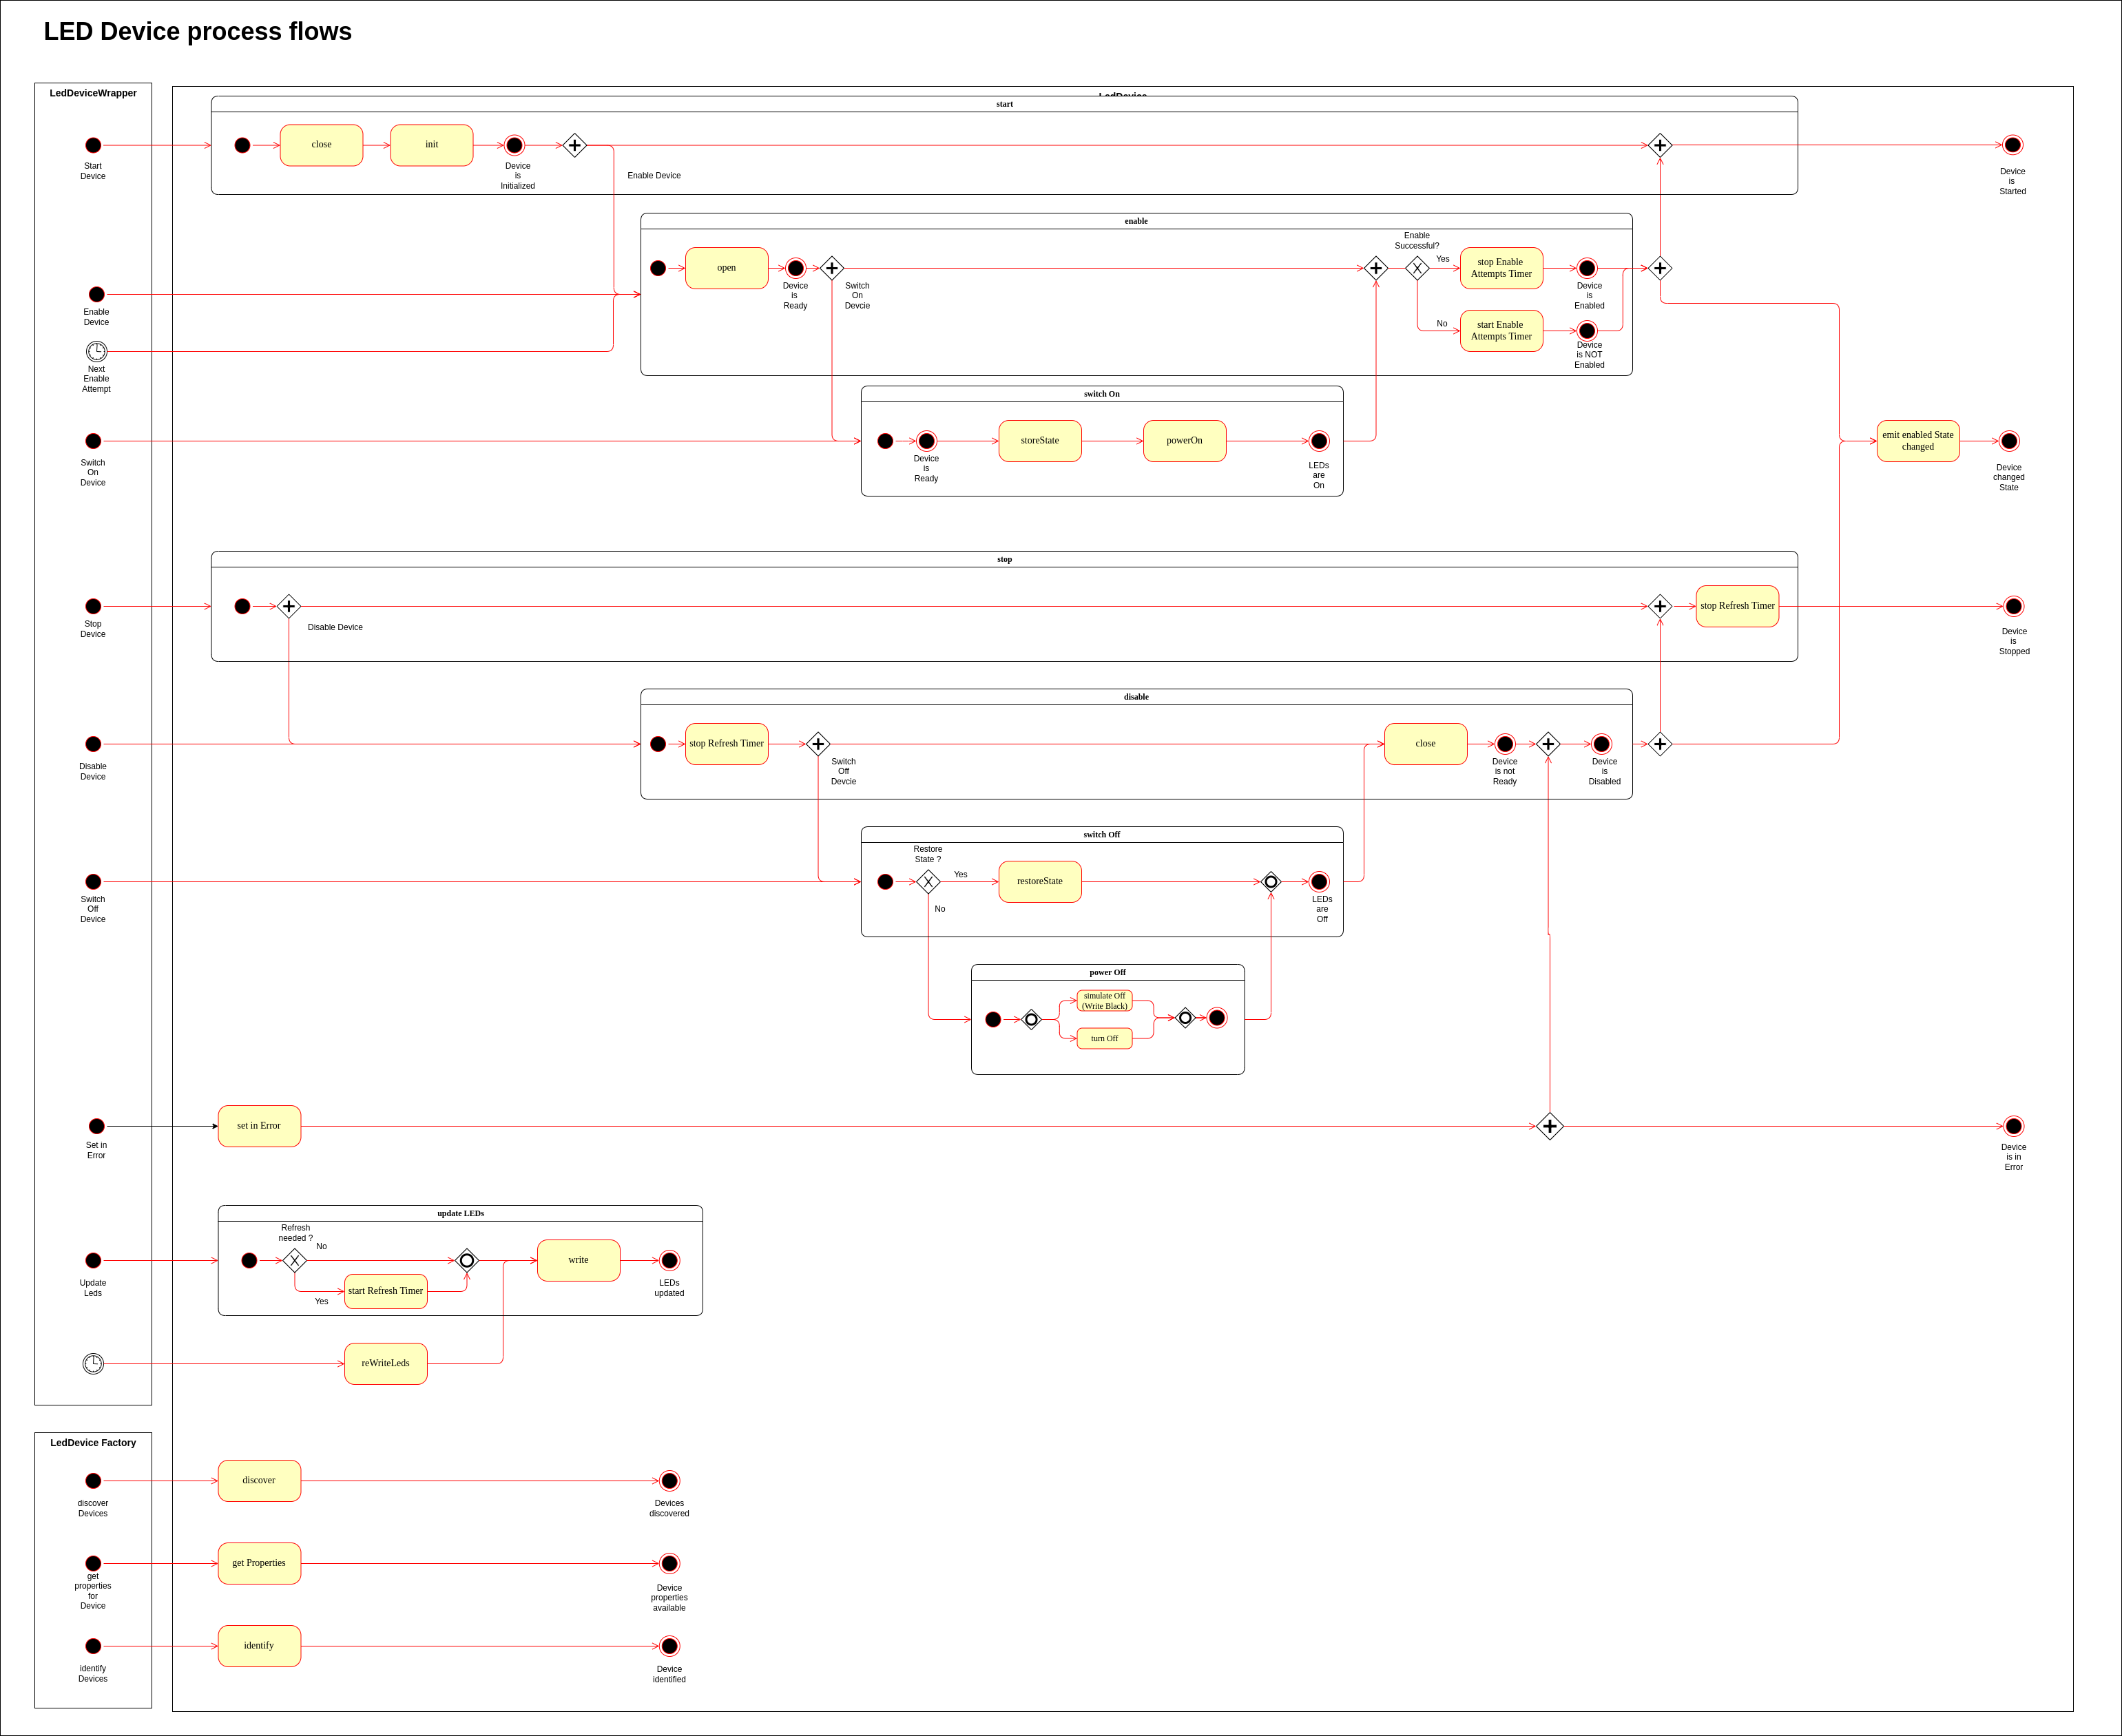 LED Device process flows
LedDeviceWrapper
LedDevice
start
Start
Device
close
init
Device
is
Initialized
Enable Device
Device
is
Started
enable
Enable
Device
open
Device
is
Ready
Switch
On
Devcie
Enable
Successful?
Yes
No
stop Enable
Attempts Timer
Device
is
Enabled
start Enable
Attempts Timer
Device
is NOT
Enabled
Next
Enable
Attempt
switch On
Switch
On
Device
Device
is
Ready
storeState
powerOn
LEDs
are
On
emit enabled State
changed
Device
changed
State
stop
Stop
Device
Disable Device
stop Refresh Timer
Device
is
Stopped
disable
Disable
Device
stop Refresh Timer
Switch
Off
Devcie
close
Device
is not
Ready
Device
is
Disabled
switch Off
Switch
Off
Device
Restore
State ?
Yes
No
restoreState
LEDs
are
Off
power Off
simulate Off
(Write Black)
turn Off
Set in
Error
set in Error
Device
is in
Error
update LEDs
Update
Leds
Refresh
needed ?
No
Yes
start Refresh Timer
write
LEDs
updated
reWriteLeds
LedDevice Factory
discover
Devices
discover
Devices
discovered
get
properties
for
Device
get Properties
Device
properties
available
identify
Devices
identify
Device
identified